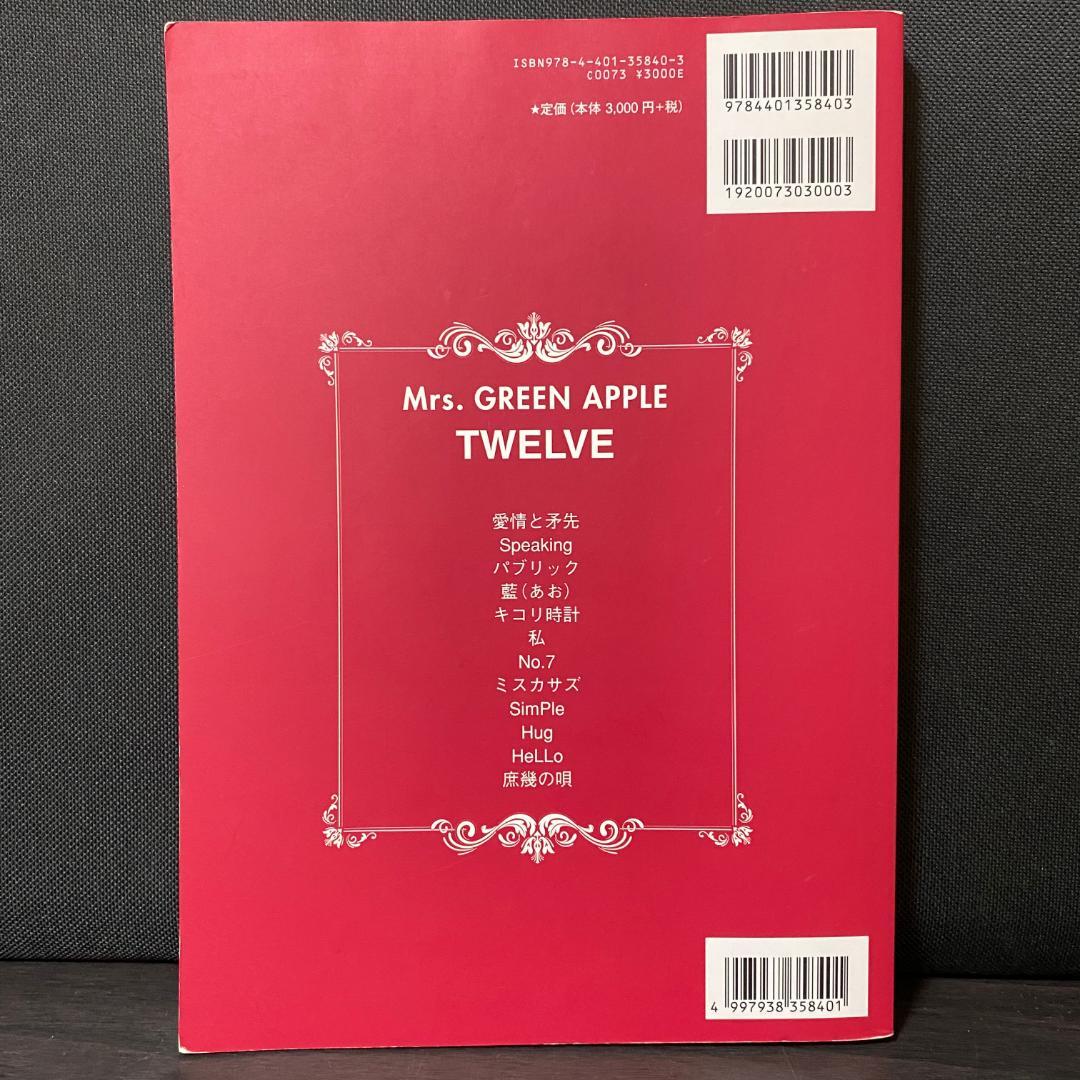 ISBN978-4-401-35840-3
C0073 ¥3000E
★定価(本体 3,000 円+税)
9784401358403
1920073030003
Mrs. GREEN APPLE
TWELVE
愛情と矛先
Speaking
パブリック
藍(あお)
キコリ時計
私
No.7
ミスカサズ
SimPle
Hug
HeLLo
庶幾の唄
4 997938 358401